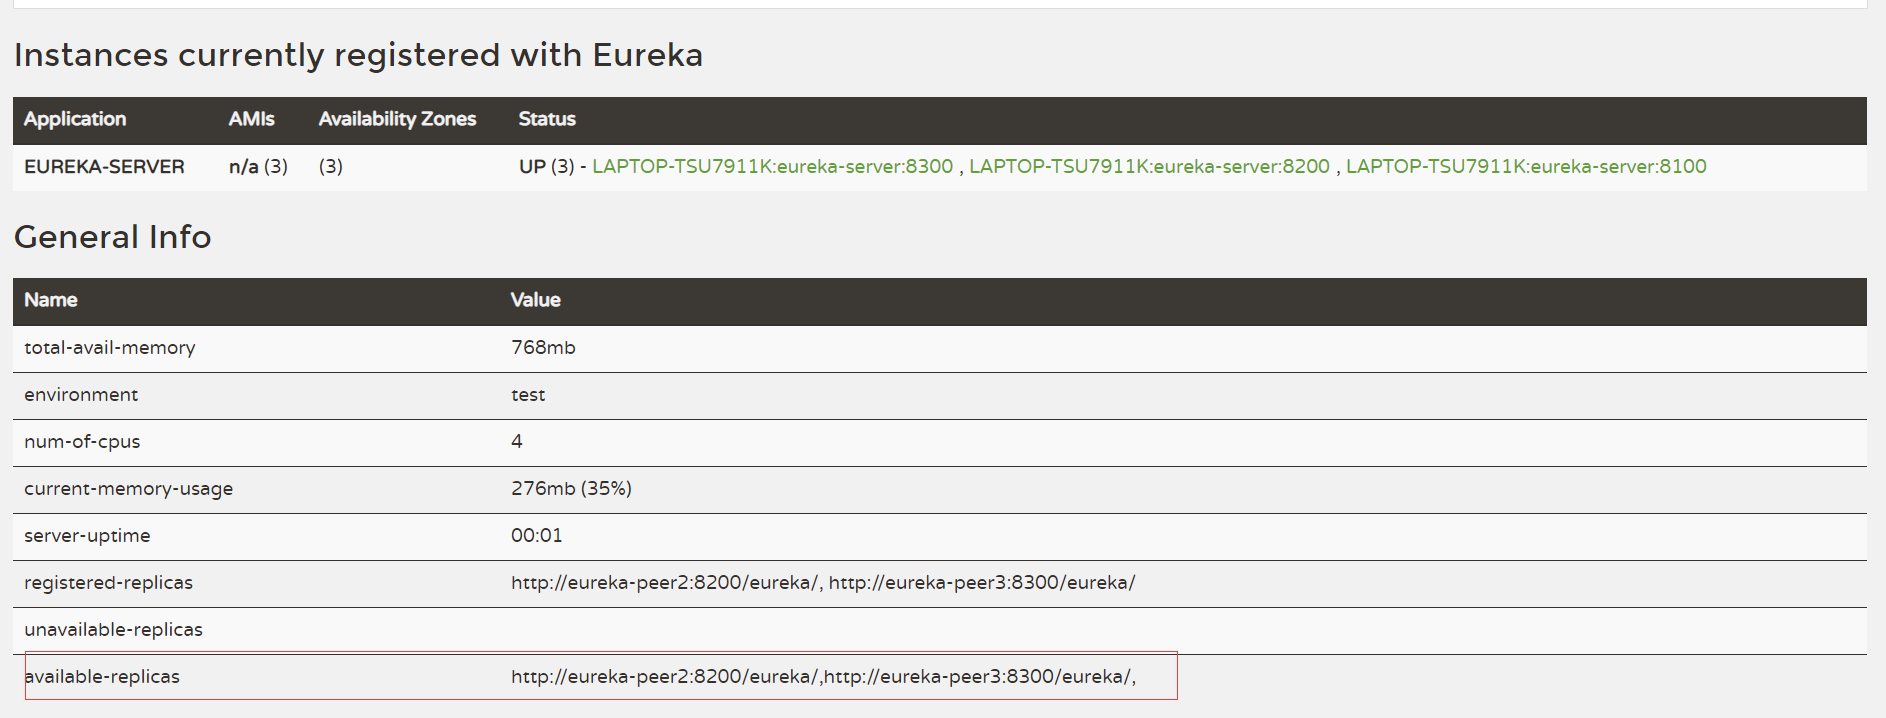 Instances currently registered with Eureka
Application AMIs Availability Zones Status
EUREKA-SERVER n/a (3) (3) UP (3) - LAPTOP-TSU7911K:eureka-server:8300 , LAPTOP-TSU7911K:eureka-server:8200 , LAPTOP-TSU7911K:eureka-server:8100
General Info
Name Value
total-avail-memory 768mb
environment test
num-of-cpus 4
current-memory-usage 276mb (35%)
server-uptime 00:01
registered-replicas http://eureka-peer2:8200/eureka/, http://eureka-peer3:8300/eureka/
unavailable-replicas
available-replicas http://eureka-peer2:8200/eureka/,http://eureka-peer3:8300/eureka/,